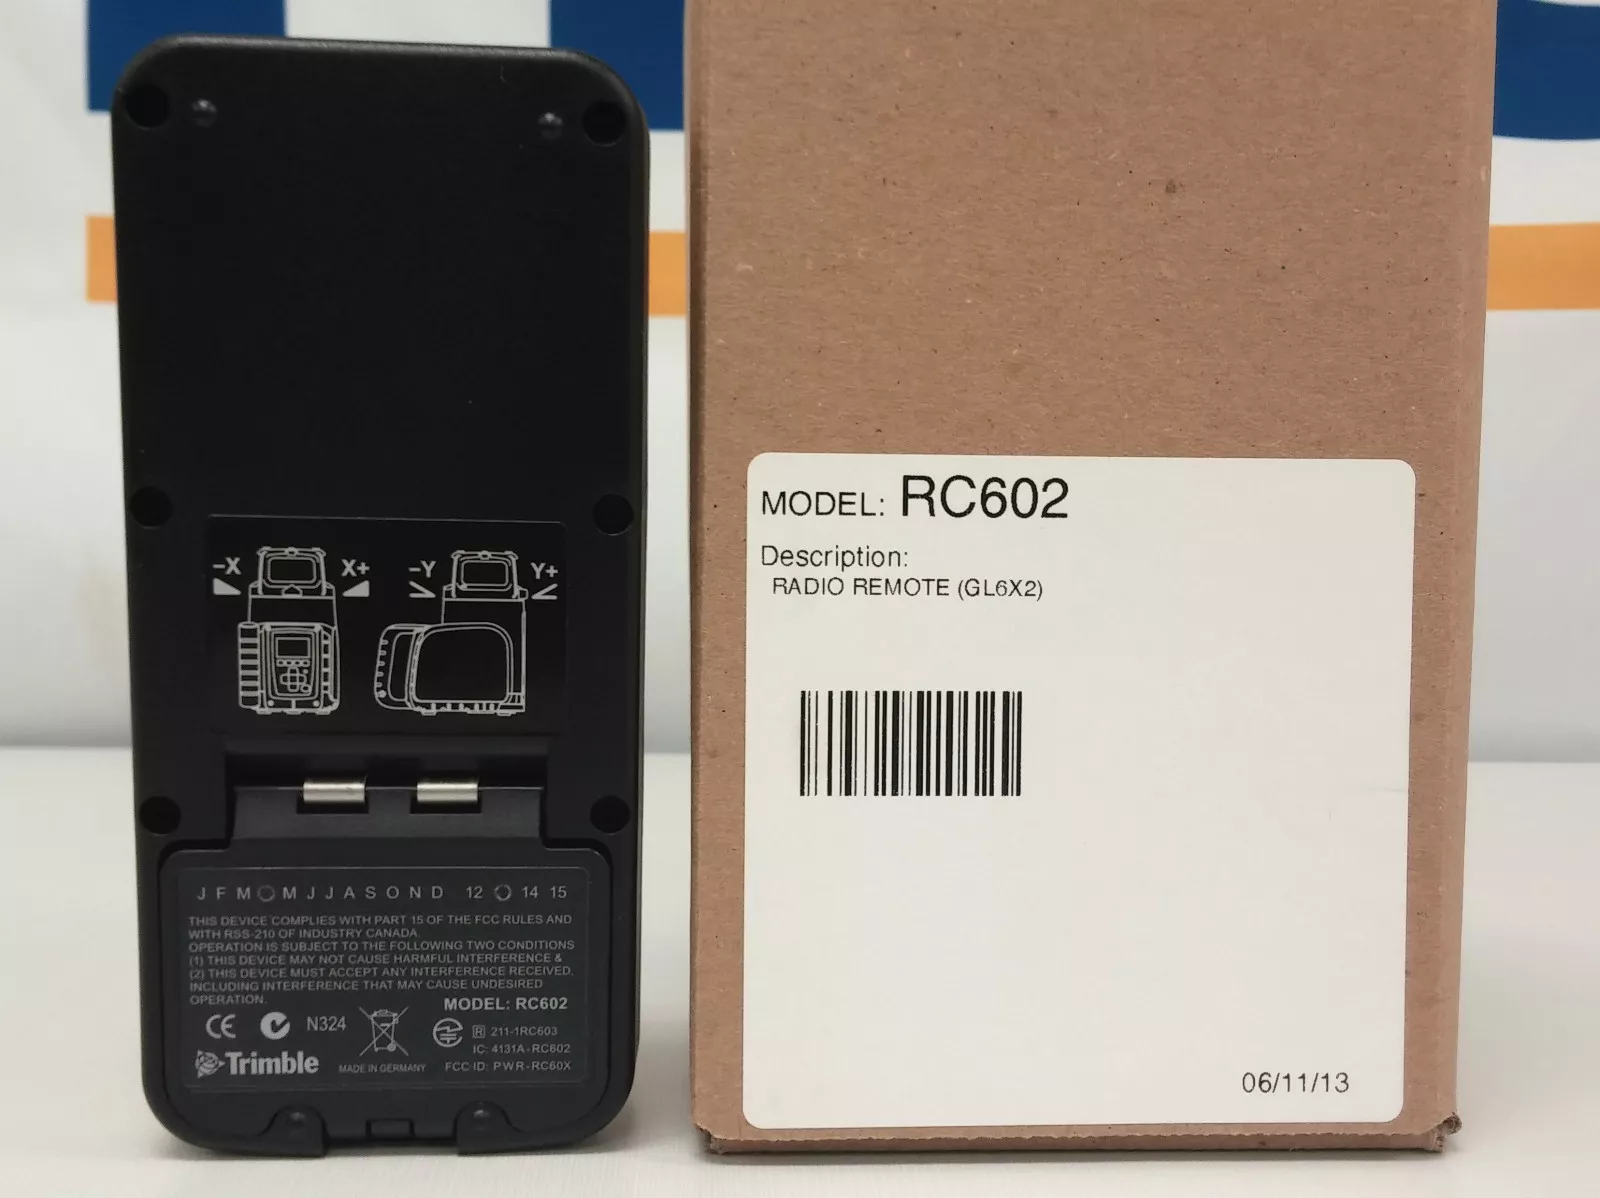 -X X+ -Y Y+
J F M M J J A S O N D 12 14 15
THIS DEVICE COMPLIES WITH PART 15 OF THE FCC RULES AND
WITH RSS-210 OF INDUSTRY CANADA.
OPERATION IS SUBJECT TO THE FOLLOWING TWO CONDITIONS
(1) THIS DEVICE MAY NOT CAUSE HARMFUL INTERFERENCE &
(2) THIS DEVICE MUST ACCEPT ANY INTERFERENCE RECEIVED,
INCLUDING INTERFERENCE THAT MAY CAUSE UNDESIRED
OPERATION.
MODEL: RC602
CE N324
R 211-1RC603
IC: 4131A-RC602
Trimble MADE IN GERMANY FCC ID: PWR-RC60X
MODEL: RC602
Description:
RADIO REMOTE (GL6X2)
06/11/13